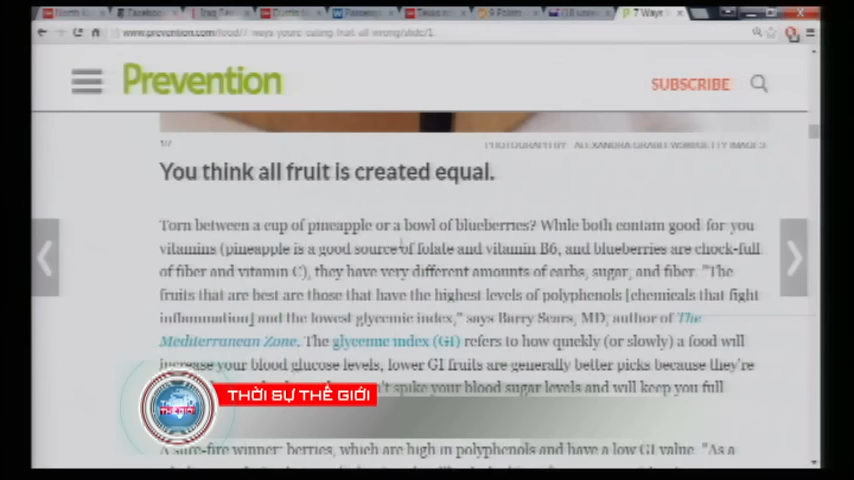 7 Ways
Prevention
SUBSCRIBE
1/7
You think all fruit is created equal.
Torn between a cup of pineapple or a bowl of blueberries? While both contain good-for-you
vitamins (pineapple is a good source of folate and vitamin B6, and blueberries are chock-full
of fiber and vitamin C), they have very different amounts of carbs, sugar, and fiber. "The
fruits that are best are those that have the highest levels of polyphenols [chemicals that fight
inflammation] and the lowest glycemic index," says Barry Sears, MD, author of The
Mediterranean Zone. The glycemic index (GI) refers to how quickly (or slowly) a food will
increase your blood glucose levels, lower GI fruits are generally better picks because they're
spike your blood sugar levels and will keep you full
THỜI SỰ THẾ GIỚI
A sure-fire winner: berries, which are high in polyphenols and have a low GI value. "As a